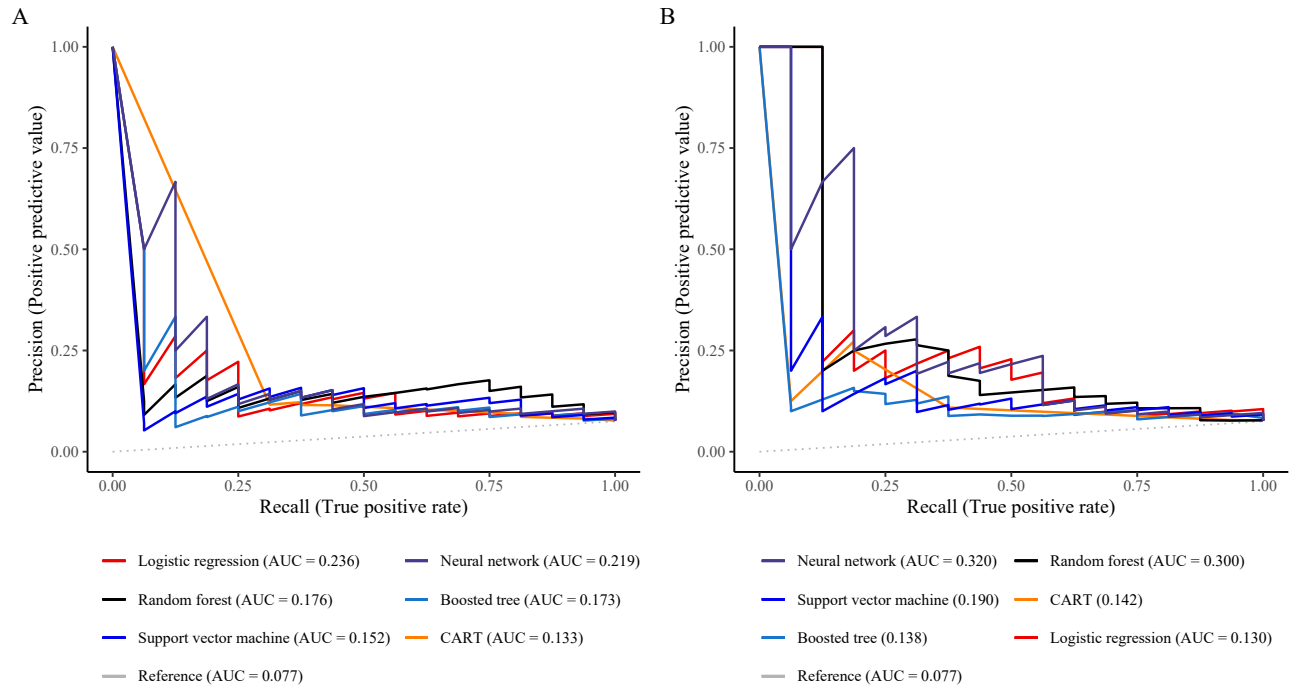 A
B
Precision (Positive predictive value)
1.00
0.75
0.50
0.25
0.00
0.00
0.25
0.50
0.75
1.00
Recall (True positive rate)
Precision (Positive predictive value)
1.00
0.75
0.50
0.25
0.00
0.00
0.25
0.50
0.75
1.00
Recall (True positive rate)
Logistic regression (AUC = 0.236)
Neural network (AUC = 0.219)
Random forest (AUC = 0.176)
Boosted tree (AUC = 0.173)
Support vector machine (AUC = 0.152)
CART (AUC = 0.133)
Reference (AUC = 0.077)
Neural network (AUC = 0.320)
Random forest (AUC = 0.300)
Support vector machine (0.190)
CART (0.142)
Boosted tree (0.138)
Logistic regression (AUC = 0.130)
Reference (AUC = 0.077)